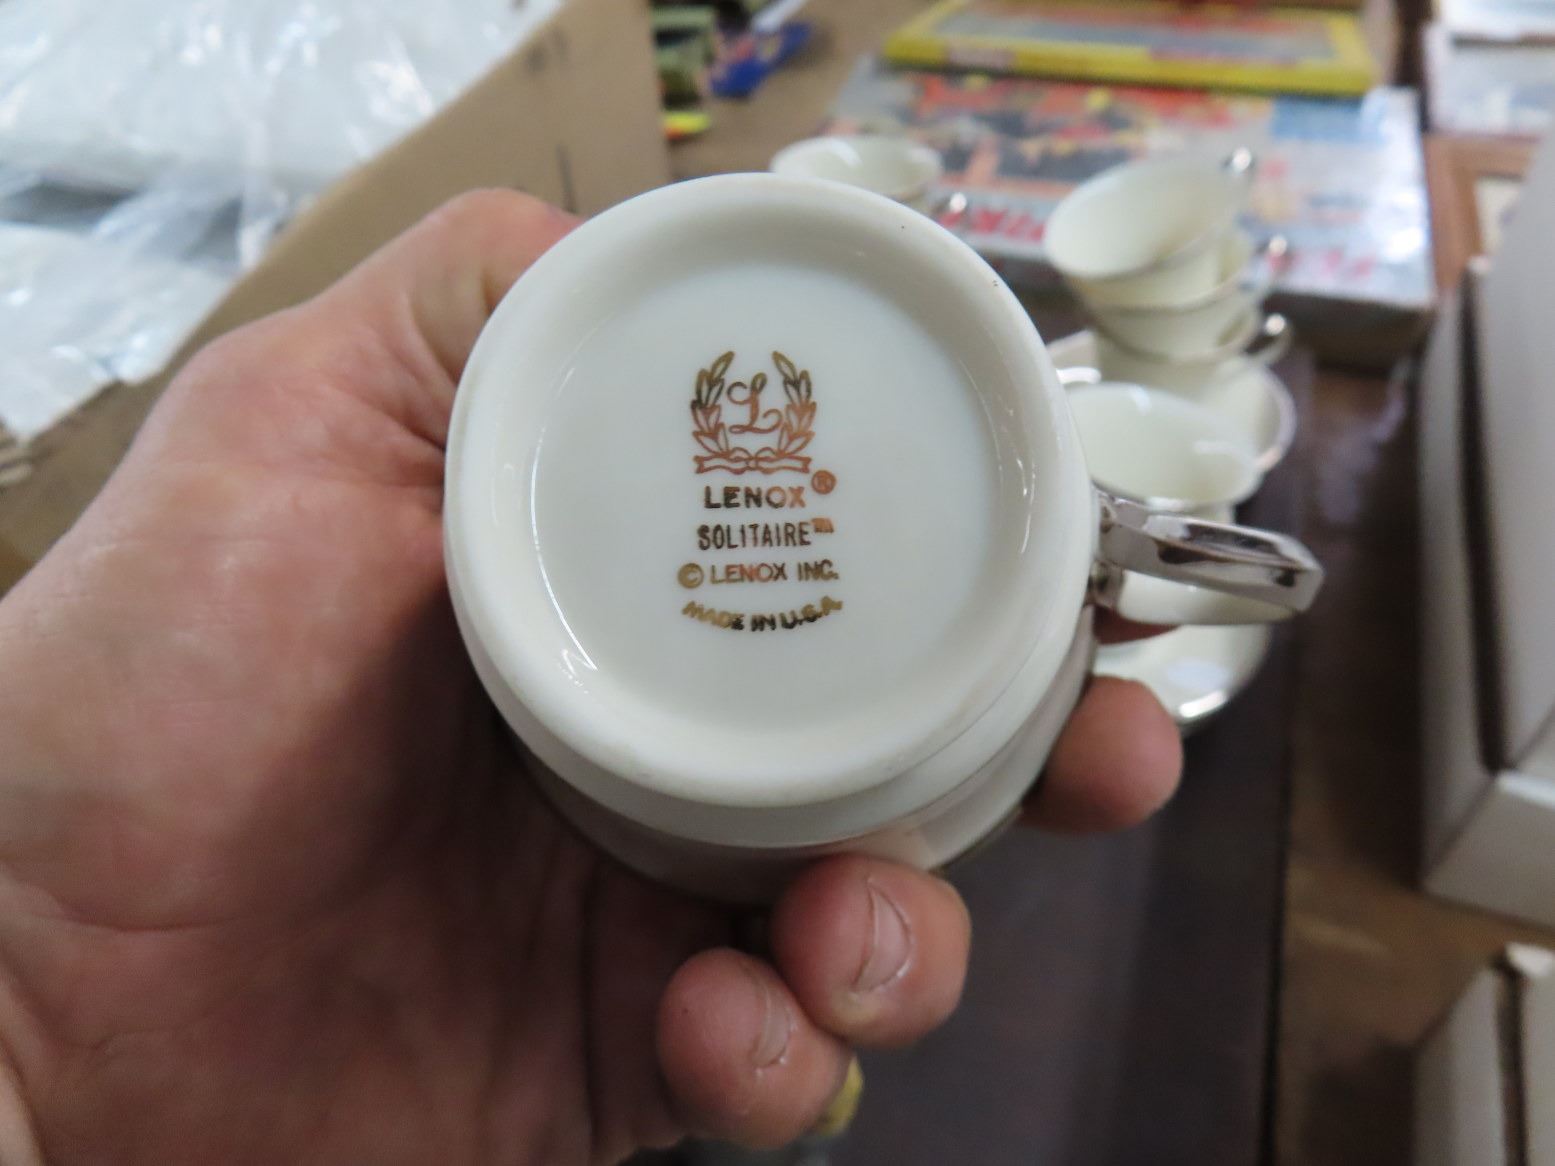 L
LENOX®
SOLITAIRE™
© LENOX INC.
MADE IN U.S.A.